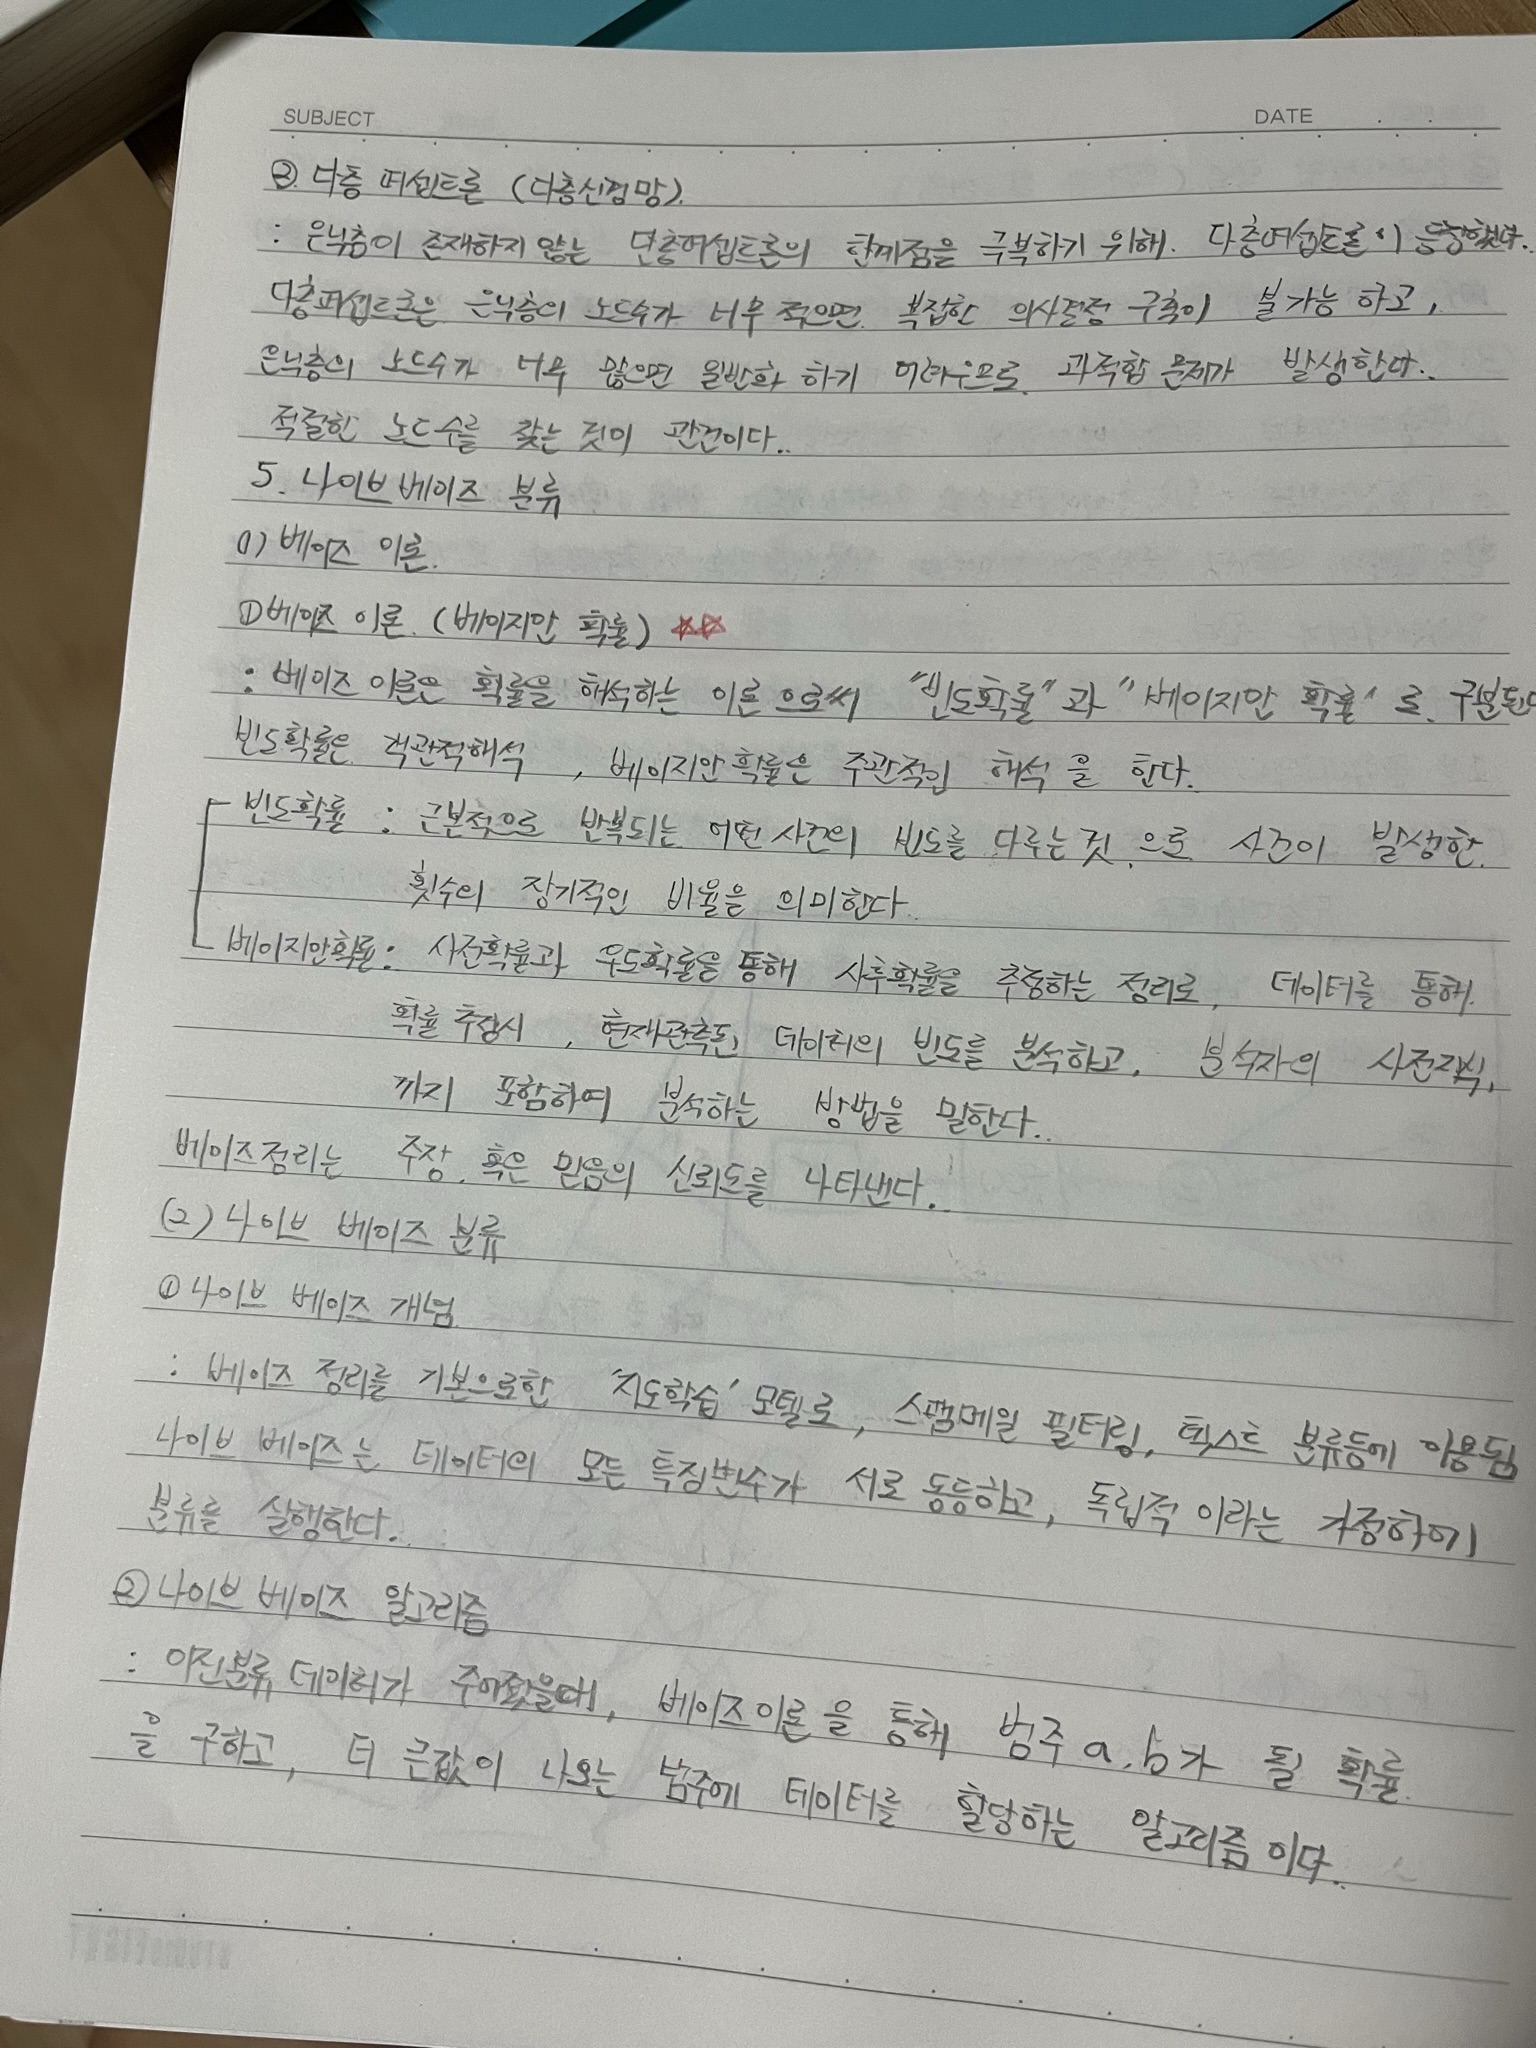 SUBJECT
DATE
② 다층 퍼셉트론 (다층신경망).
: 은닉층이 존재하지 않는 단층퍼셉트론의 한계점을 극복하기 위해. 다층퍼셉트론이 등장했다.
다층퍼셉트론은 은닉층의 노드수가 너무 적으면 복잡한 의사결정 구축이 불가능 하고,
은닉층의 노드수가 너무 많으면 일반화 하기 어려우므로 과적합 문제가 발생한다..
적절한 노드수를 찾는 것이 관건이다..
5. 나이브 베이즈 분류
(1) 베이즈 이론.
① 베이즈 이론. (베이지안 확률) ☆☆
: 베이즈 이론은 확률을 해석하는 이론 으로써 "빈도확률"과 "베이지안 확률"로 구분된다
빈도확률은 객관적해석, 베이지안 확률은 주관적인 해석을 한다.
빈도확률 : 근본적으로 반복되는 어떤 사건의 빈도를 다루는 것 으로 사건이 발생한
횟수의 장기적인 비율을 의미한다.
베이지안확률 : 사전확률과 우도확률을 통해 사후확률을 추정하는 정리로, 데이터를 통해
확률 추정시, 현재관측된 데이터의 빈도를 분석하고, 분석자의 사전지식,
까지 포함하여 분석하는 방법을 말한다..
베이즈정리는 주장, 혹은 믿음의 신뢰도를 나타낸다.
(2) 나이브 베이즈 분류
① 나이브 베이즈 개념
: 베이즈 정리를 기본으로한 '지도학습' 모델로, 스팸메일 필터링, 텍스트 분류등에 이용됨
나이브 베이즈는 데이터의 모든 특징변수가 서로 동등하고, 독립적 이라는 가정하에
분류를 실행한다..
② 나이브 베이즈 알고리즘
: 이진분류 데이터가 주어졌을때, 베이즈이론을 통해 범주 a, b가 될 확률
을 구하고, 더 큰값이 나오는 범주에 데이터를 할당하는 알고리즘 이다..